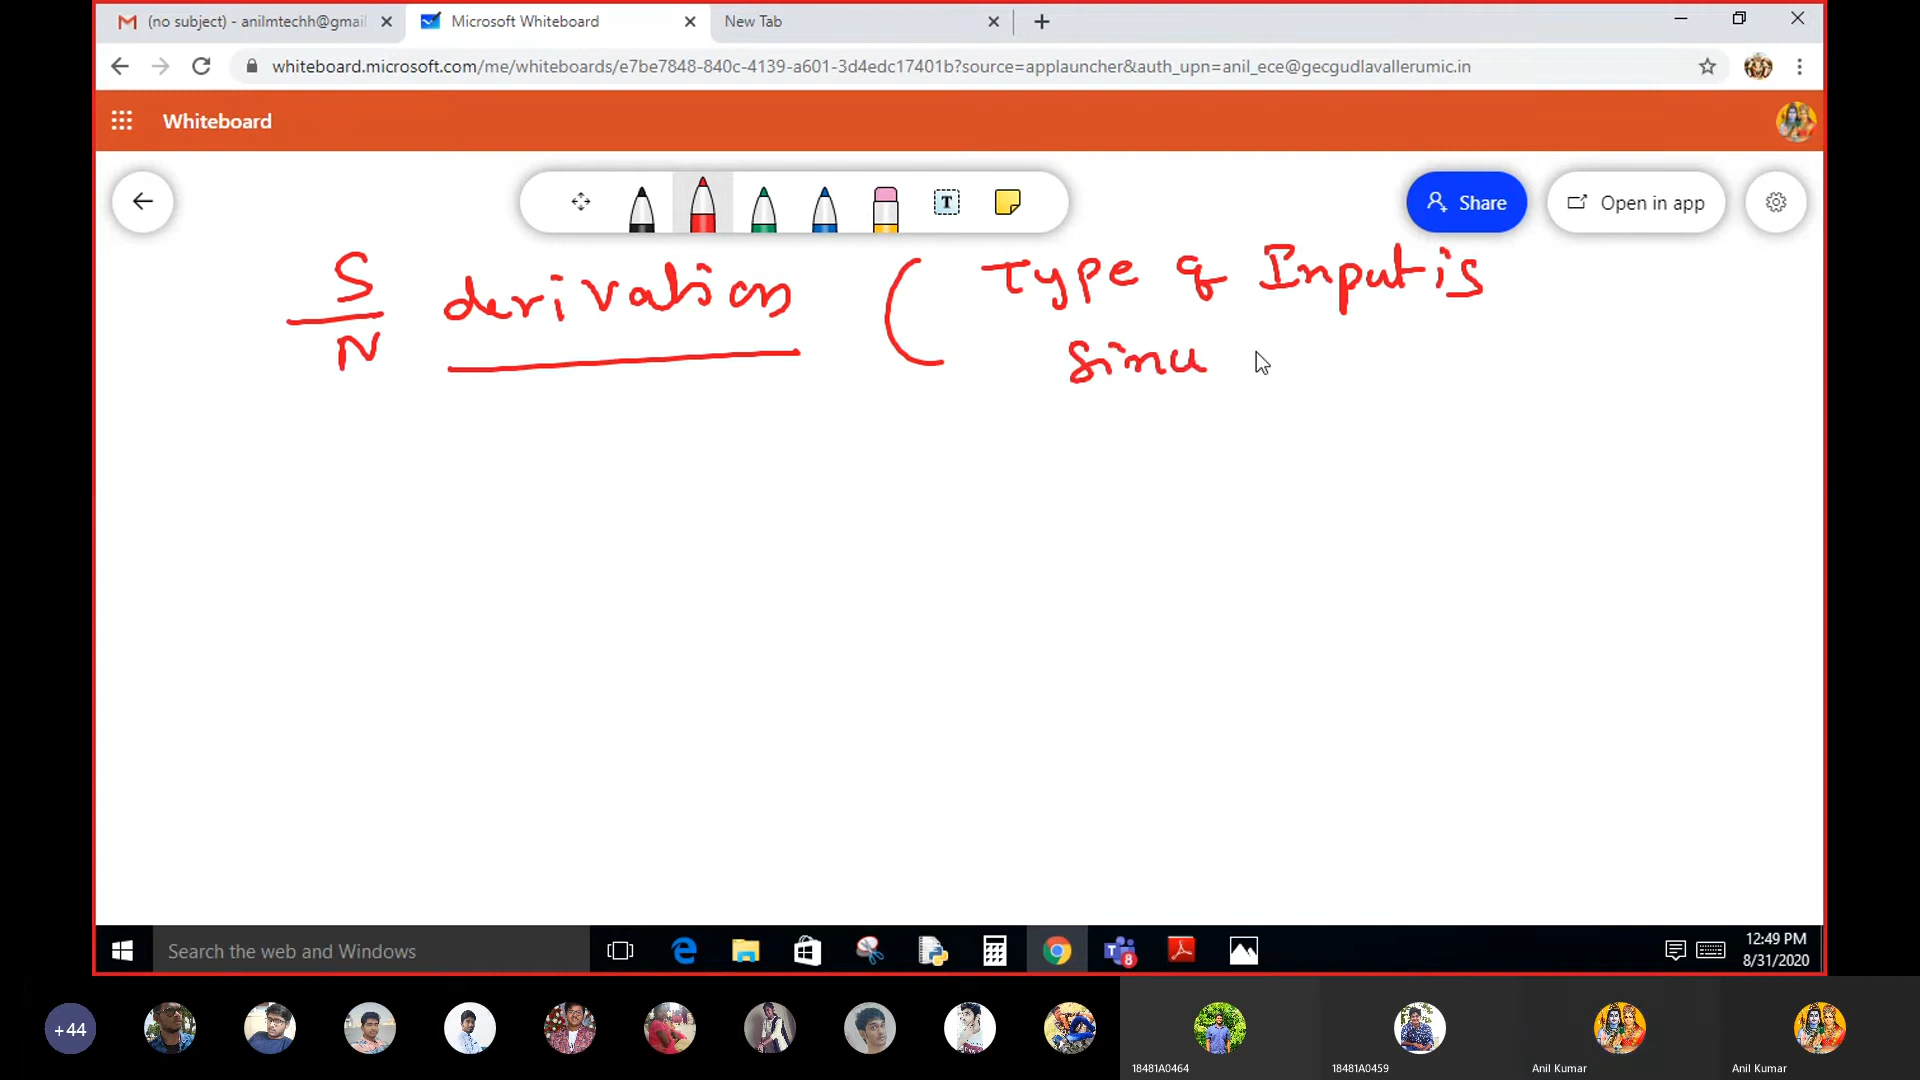 (no subject) - anilmtechh@gmail
Microsoft Whiteboard
New Tab
whiteboard.microsoft.com/me/whiteboards/e7be7848-840c-4139-a601-3d4edc17401b?source=applauncher&auth_upn=anil_ece@gecgudlavallerumic.in
Whiteboard
T
Share
Open in app
S
N
derivation ( Type of Input is
sinu
Search the web and Windows
T
8
12:49 PM
8/31/2020
+44
18481A0464
18481A0459
Anil Kumar
Anil Kumar